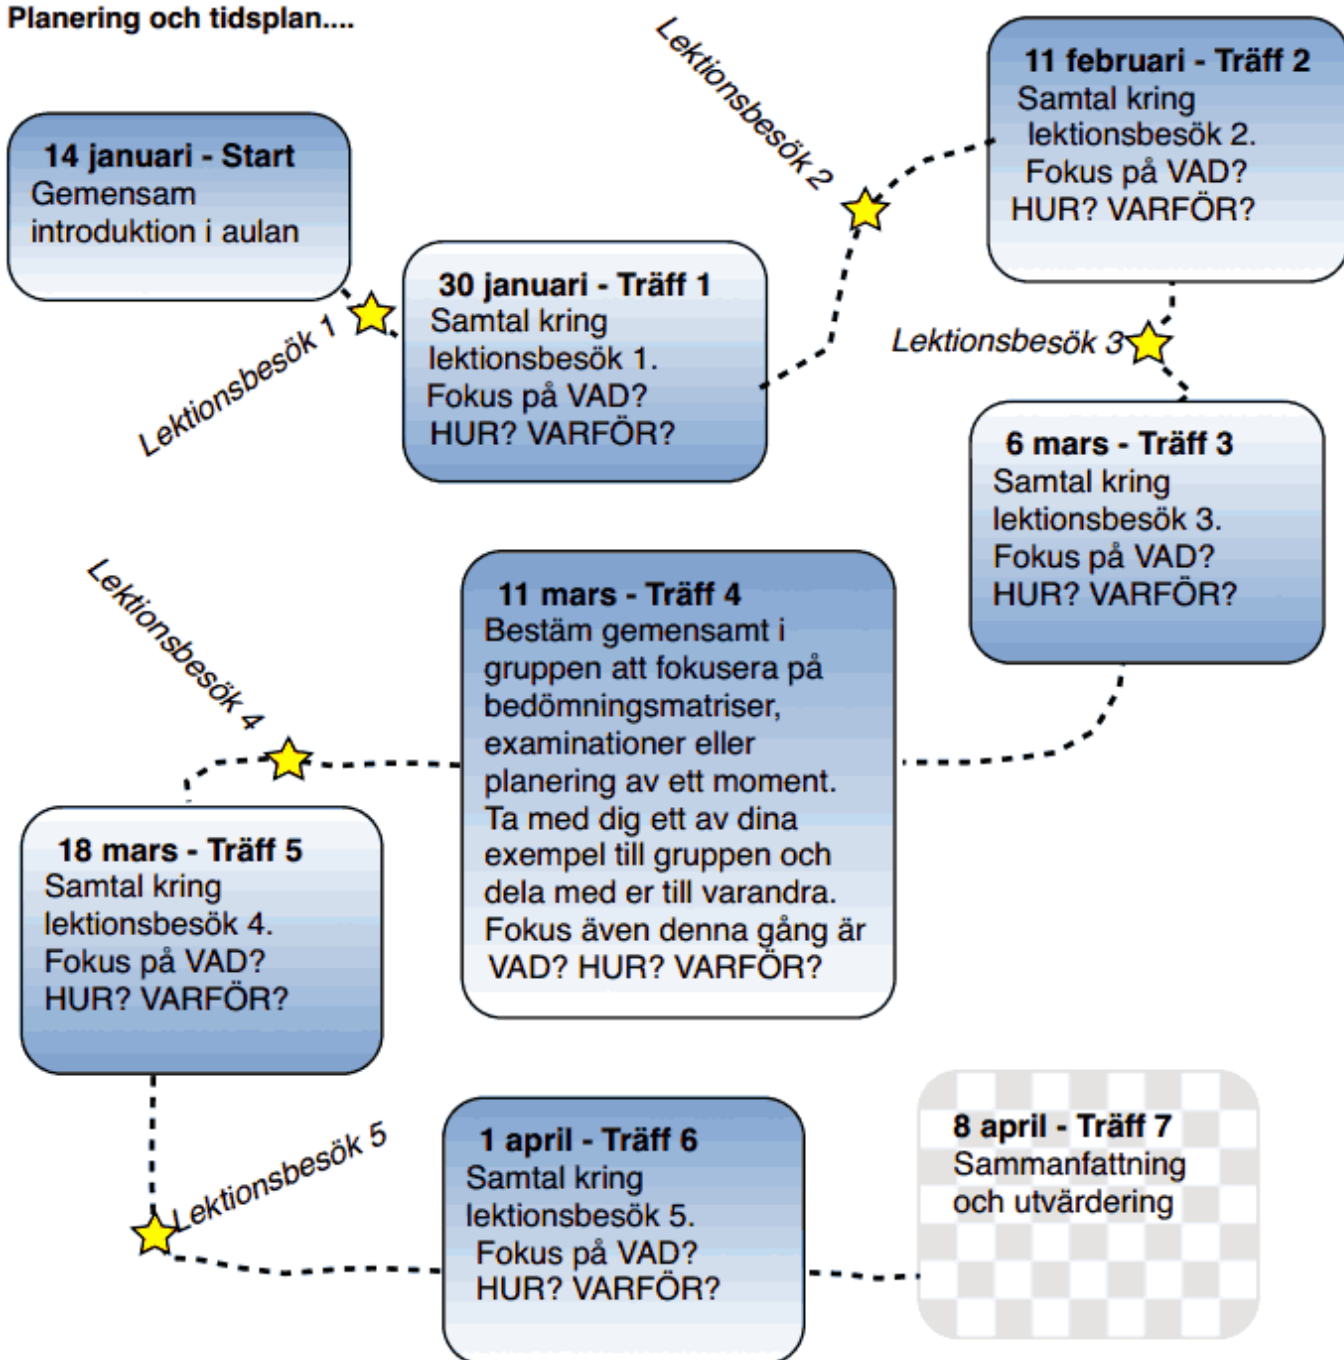 Planering och tidsplan....
14 januari - Start
Gemensam
introduktion i aulan
Lektionsbesök 1
30 januari - Träff 1
Samtal kring
lektionsbesök 1.
Fokus på VAD?
HUR? VARFÖR?
Lektionsbesök 2
11 februari - Träff 2
Samtal kring
lektionsbesök 2.
Fokus på VAD?
HUR? VARFÖR?
Lektionsbesök 3
6 mars - Träff 3
Samtal kring
lektionsbesök 3.
Fokus på VAD?
HUR? VARFÖR?
11 mars - Träff 4
Bestäm gemensamt i
gruppen att fokusera på
bedömningsmatriser,
examinationer eller
planering av ett moment.
Ta med dig ett av dina
exempel till gruppen och
dela med er till varandra.
Fokus även denna gång är
VAD? HUR? VARFÖR?
Lektionsbesök 4
18 mars - Träff 5
Samtal kring
lektionsbesök 4.
Fokus på VAD?
HUR? VARFÖR?
Lektionsbesök 5
1 april - Träff 6
Samtal kring
lektionsbesök 5.
Fokus på VAD?
HUR? VARFÖR?
8 april - Träff 7
Sammanfattning
och utvärdering